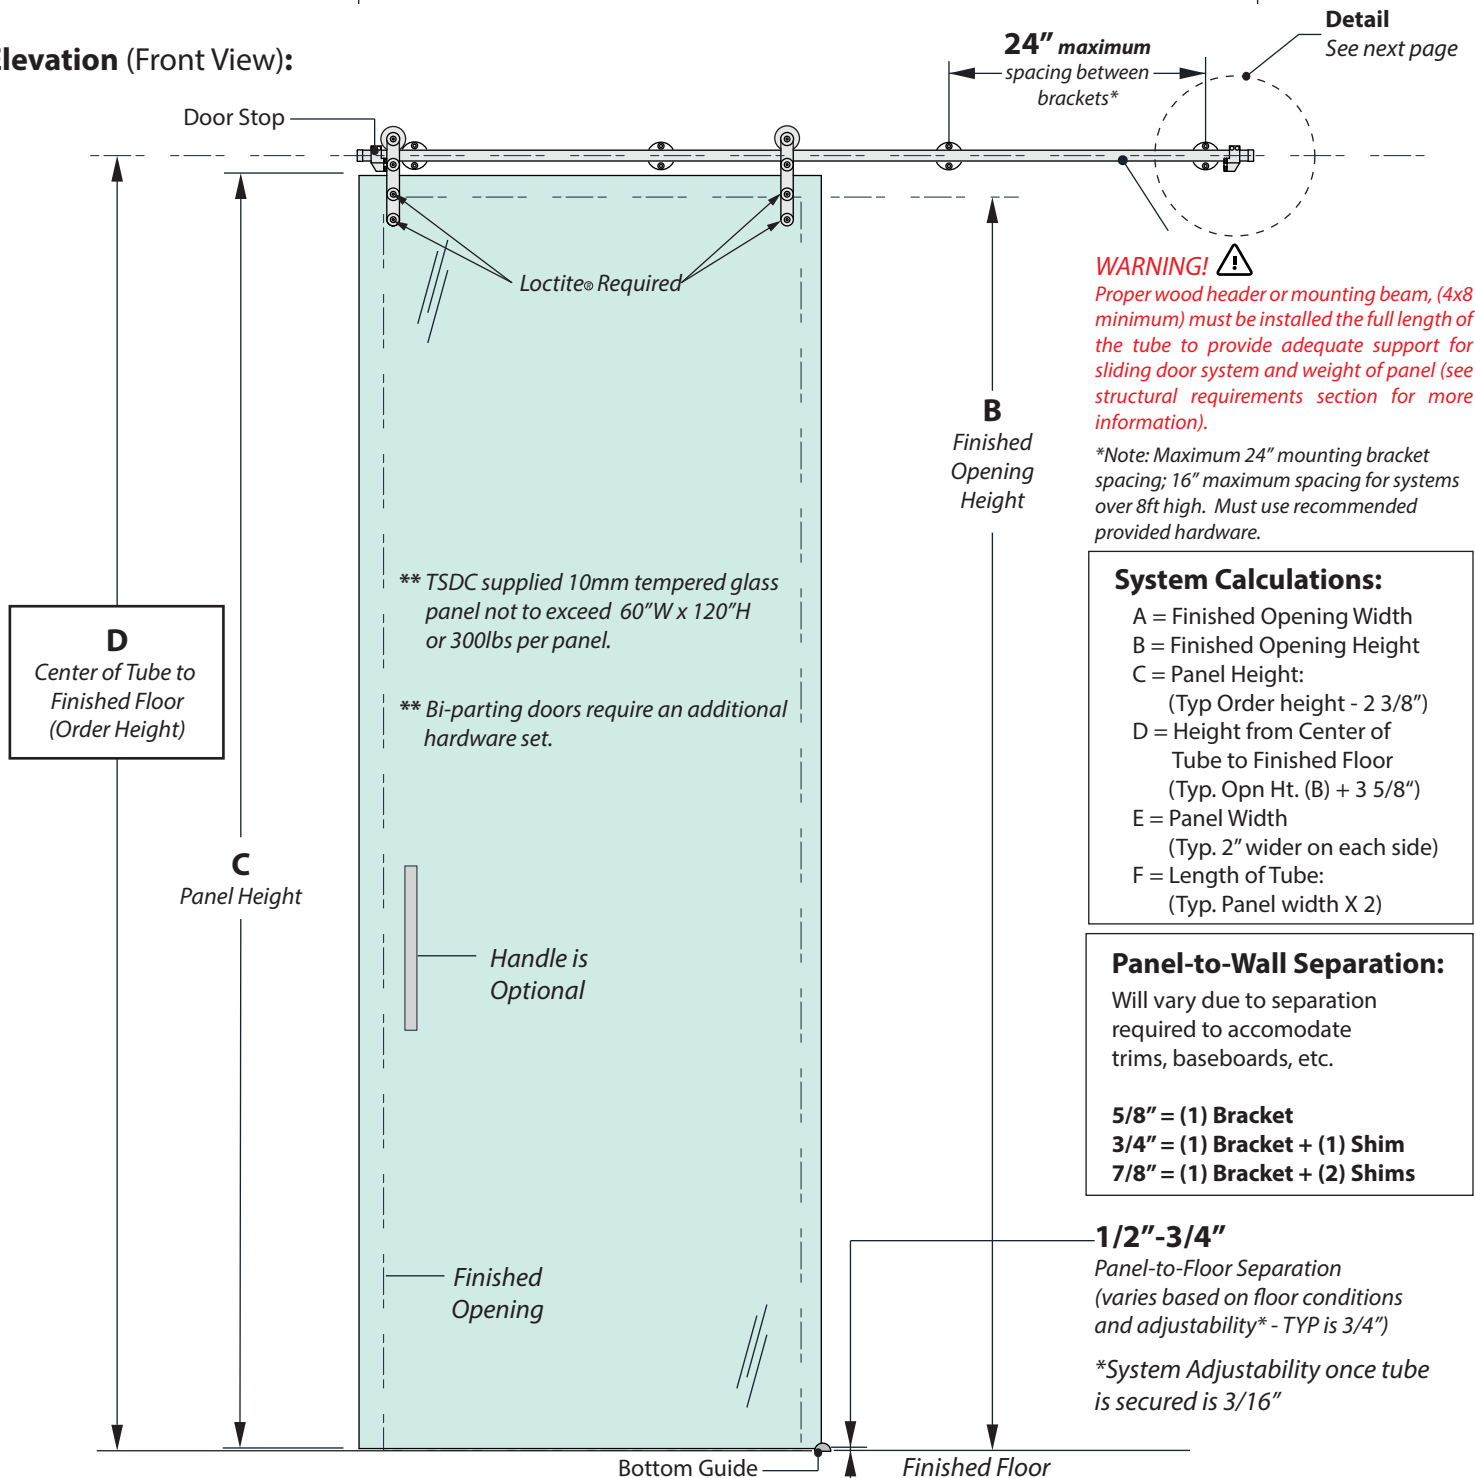 Elevation (Front View):
Door Stop
24” maximum
spacing between
brackets*
Detail
See next page
Loctite® Required
WARNING!
Proper wood header or mounting beam, (4x8
minimum) must be installed the full length of
the tube to provide adequate support for
sliding door system and weight of panel (see
structural requirements section for more
information).
*Note: Maximum 24” mounting bracket
spacing; 16” maximum spacing for systems
over 8ft high. Must use recommended
provided hardware.
B
Finished
Opening
Height
** TSDC supplied 10mm tempered glass
panel not to exceed 60”W x 120”H
or 300lbs per panel.
** Bi-parting doors require an additional
hardware set.
D
Center of Tube to
Finished Floor
(Order Height)
C
Panel Height
System Calculations:
A = Finished Opening Width
B = Finished Opening Height
C = Panel Height:
(Typ Order height - 2 3/8”)
D = Height from Center of
Tube to Finished Floor
(Typ. Opn Ht. (B) + 3 5/8“)
E = Panel Width
(Typ. 2” wider on each side)
F = Length of Tube:
(Typ. Panel width X 2)
Handle is
Optional
Panel-to-Wall Separation:
Will vary due to separation
required to accomodate
trims, baseboards, etc.
5/8” = (1) Bracket
3/4” = (1) Bracket + (1) Shim
7/8” = (1) Bracket + (2) Shims
1/2”-3/4”
Panel-to-Floor Separation
(varies based on floor conditions
and adjustability* - TYP is 3/4”)
*System Adjustability once tube
is secured is 3/16”
Finished
Opening
Bottom Guide
Finished Floor